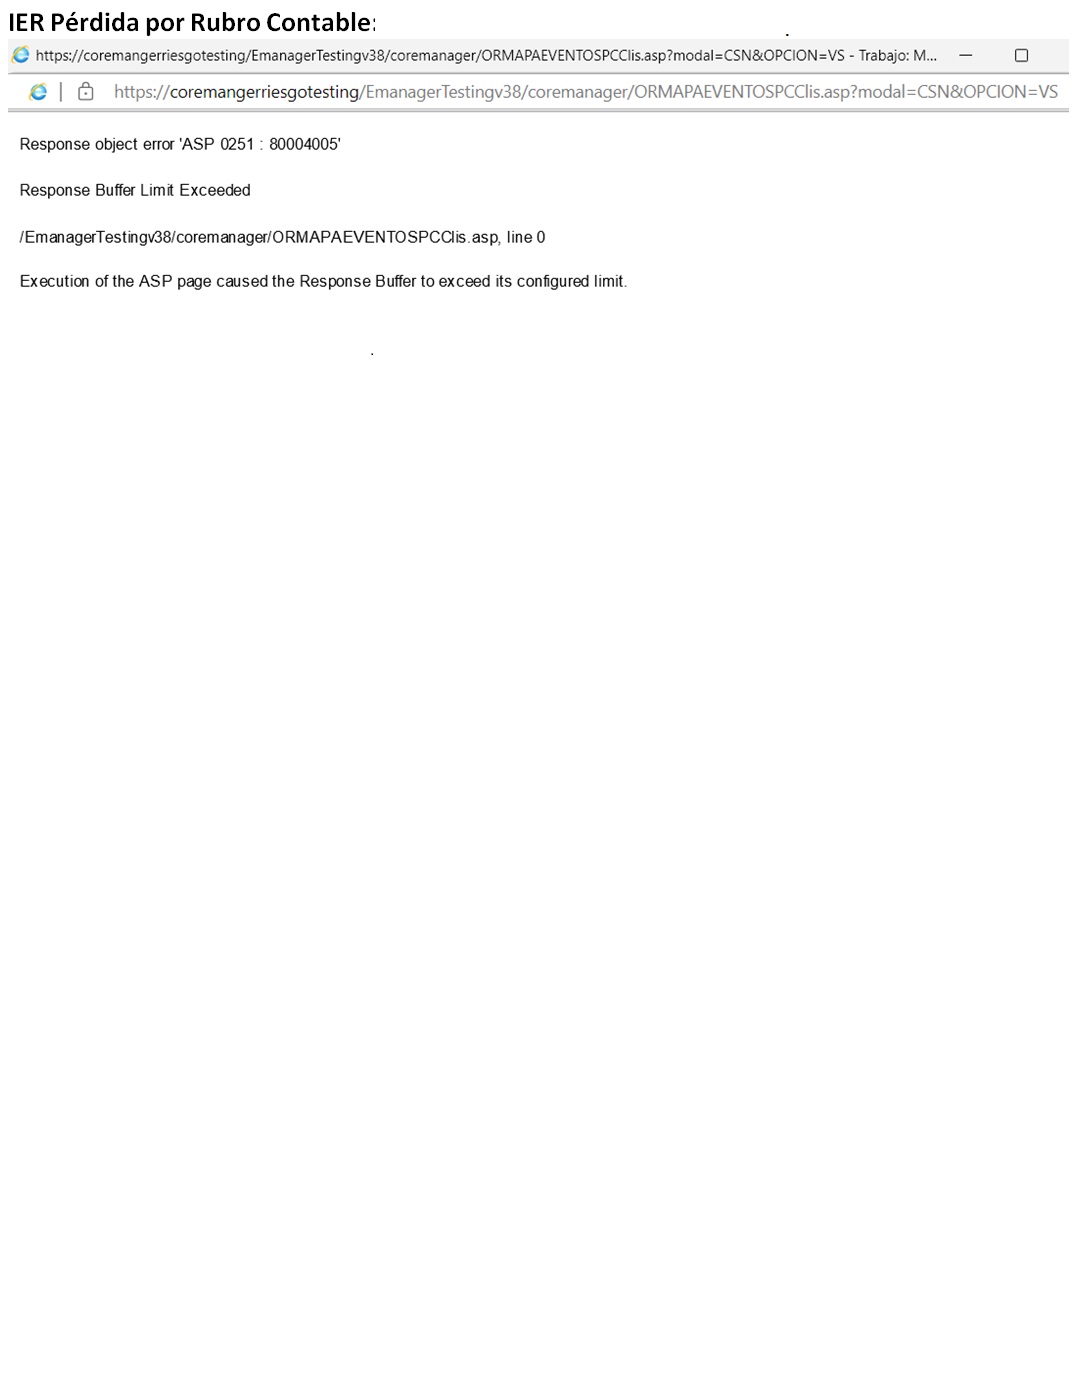 IER Pérdida por Rubro Contable:
https://coremangerriesgotesting/EmanagerTestingv38/coremanager/ORMAPAEVENTOSPCClis.asp?modal=CSN&OPCION=VS - Trabajo: M...
https://coremangerriesgotesting/EmanagerTestingv38/coremanager/ORMAPAEVENTOSPCClis.asp?modal=CSN&OPCION=VS
Response object error 'ASP 0251 : 80004005'
Response Buffer Limit Exceeded
/EmanagerTestingv38/coremanager/ORMAPAEVENTOSPCClis.asp, line 0
Execution of the ASP page caused the Response Buffer to exceed its configured limit.